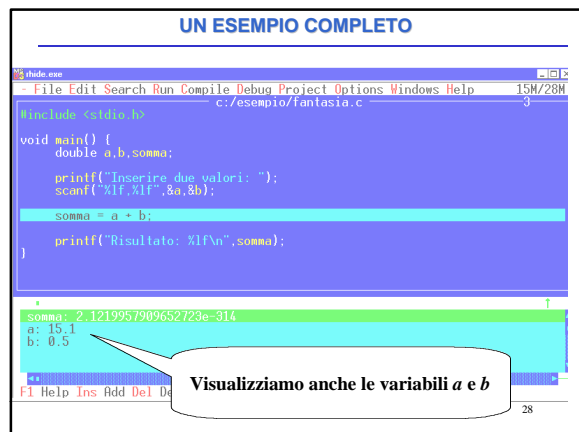 UN ESEMPIO COMPLETO
rhide.exe
File Edit Search Run Compile Debug Project Options Windows Help 15M/28M
c:/esempio/fantasia.c 3
#include <stdio.h>
void main() {
double a,b,somma;
printf("Inserire due valori: ");
scanf("%lf,%lf",&a,&b);
somma = a + b;
printf("Risultato: %lf\n",somma);
}
somma: 2.1219957909652723e-314
a: 15.1
b: 0.5
Visualizziamo anche le variabili a e b
F1 Help Ins Add Del
28